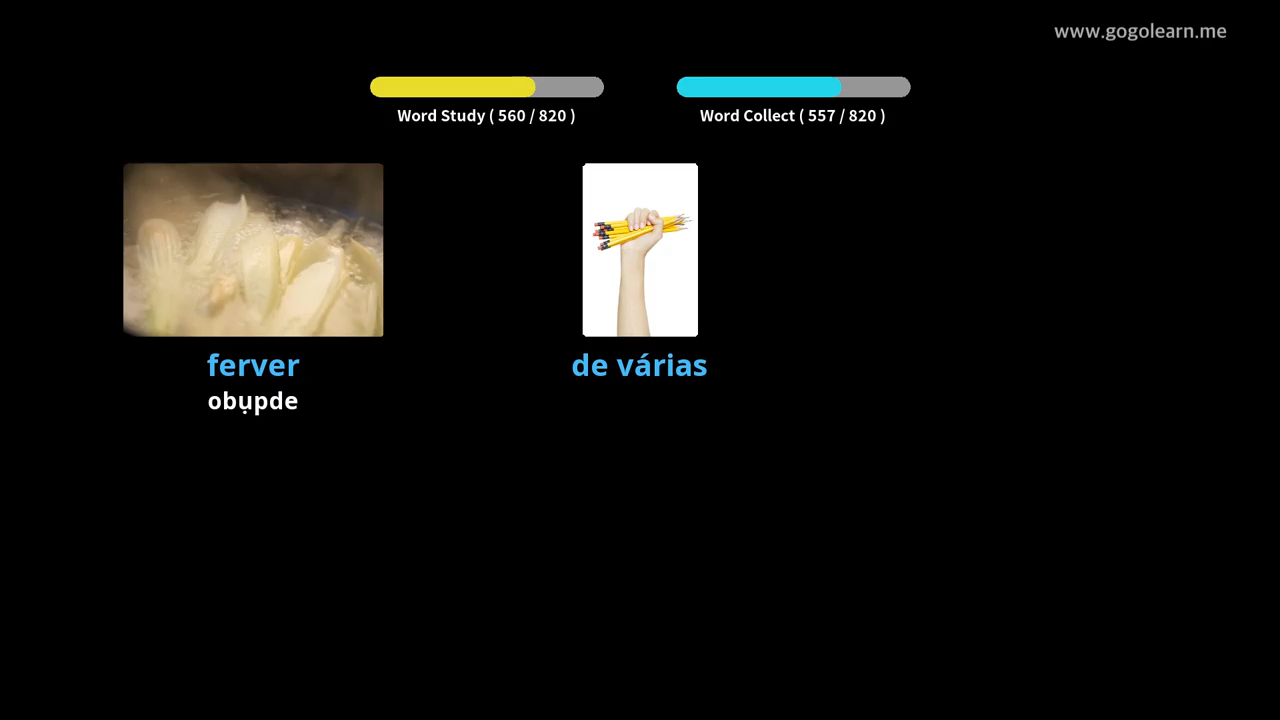 www.gogolearn.me
Word Study ( 560 / 820 )
Word Collect ( 557 / 820 )
ferver
obụpde
de várias